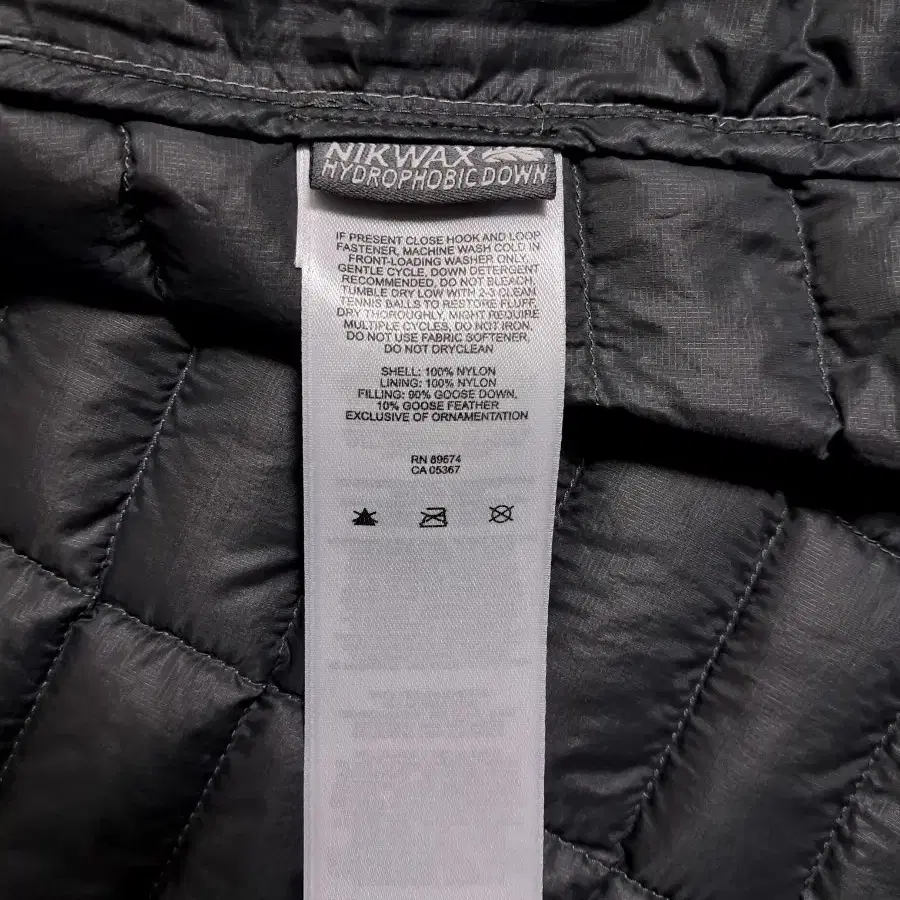 NIKWAX
HYDROPHOBIC DOWN
IF PRESENT CLOSE HOOK AND LOOP
FASTENER, MACHINE WASH COLD IN
FRONT-LOADING WASHER ONLY,
GENTLE CYCLE, DOWN DETERGENT
RECOMMENDED, DO NOT BLEACH,
TUMBLE DRY LOW WITH 2-3 CLEAN
TENNIS BALLS TO RESTORE FLUFF,
DRY THOROUGHLY, MIGHT REQUIRE
MULTIPLE CYCLES, DO NOT IRON,
DO NOT USE FABRIC SOFTENER,
DO NOT DRYCLEAN
SHELL: 100% NYLON
LINING: 100% NYLON
FILLING: 90% GOOSE DOWN,
10% GOOSE FEATHER
EXCLUSIVE OF ORNAMENTATION
RN 89574
CA 05367